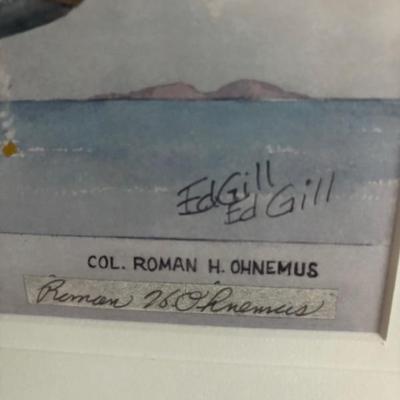 Ed Gill
Ed Gill
COL. ROMAN H. OHNEMUS
Roman H. Ohnemus